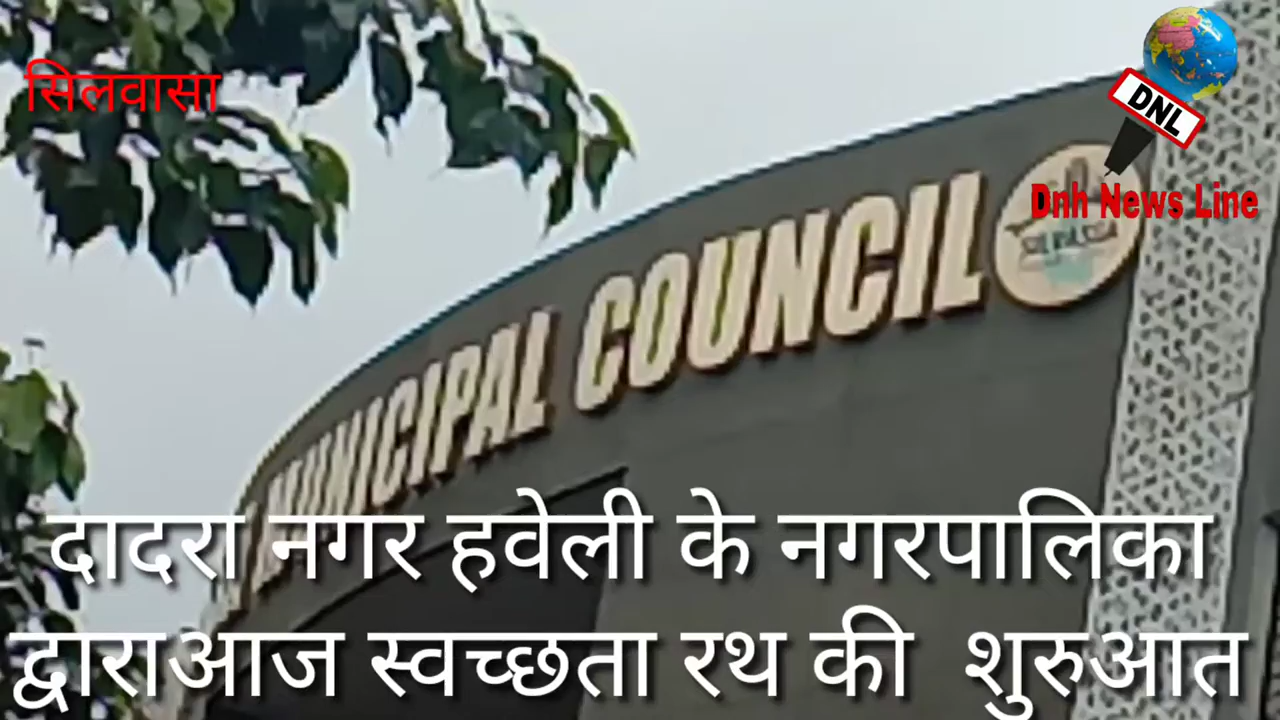 सिलवासा
DNL
Dnh News Line
MUNICIPAL COUNCIL
दादरा नगर हवेली के नगरपालिका
द्वाराआज स्वच्छता रथ की शुरुआत